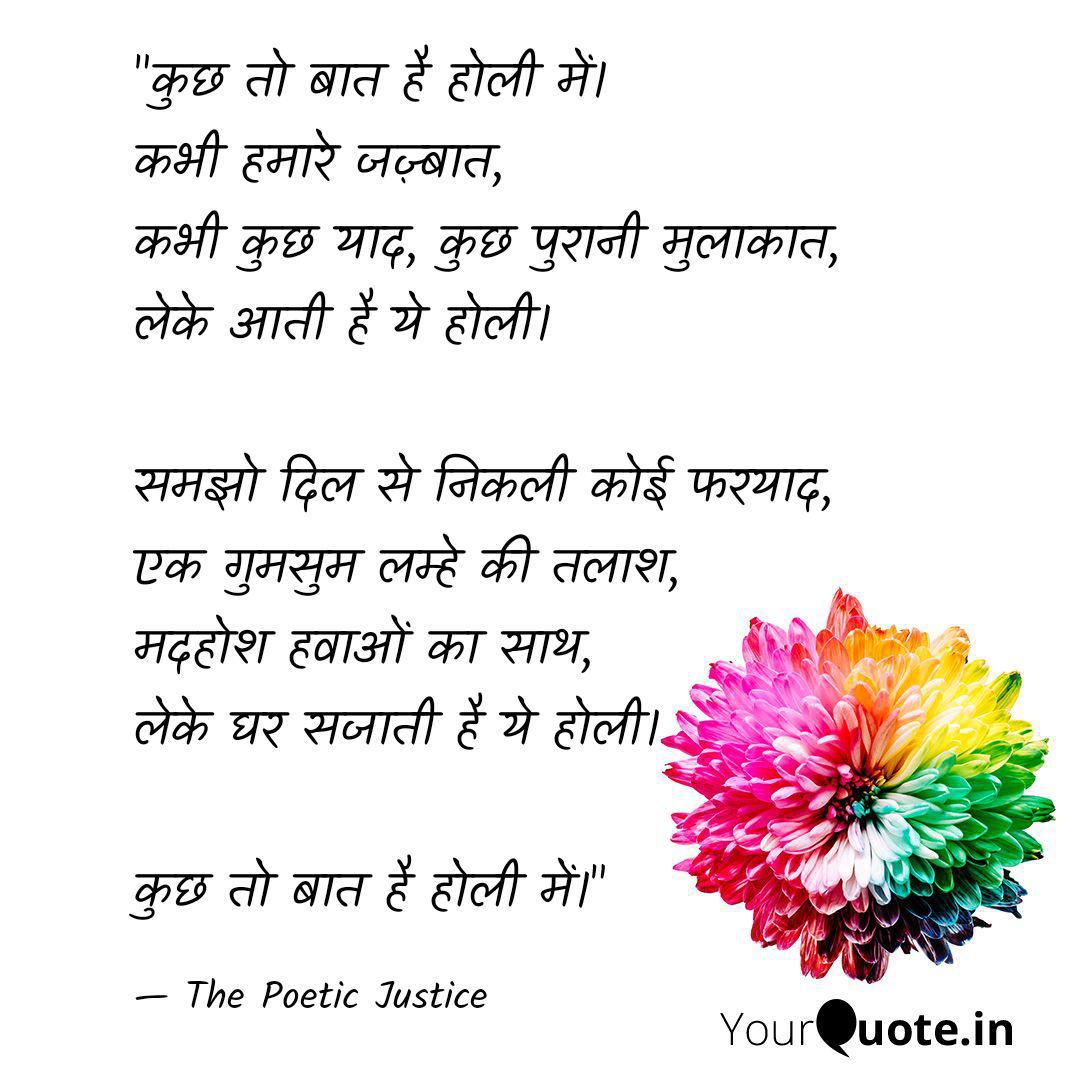 "कुछ तो बात है होली में।
कभी हमारे जज़्बात,
कभी कुछ याद, कुछ पुरानी मुलाकात,
लेके आती है ये होली।
समझो दिल से निकली कोई फरयाद,
एक गुमसुम लम्हे की तलाश,
मदहोश हवाओं का साथ,
लेके घर सजाती है ये होली।
कुछ तो बात है होली में।"
— The Poetic Justice
YourQuote.in